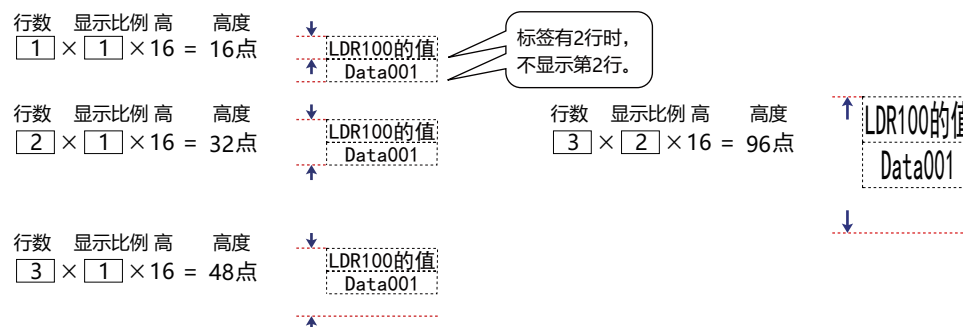 行数 显示比例 高 高度
1 × 1 ×16 = 16点
LDR100的值
Data001
标签有2行时，
不显示第2行。
行数 显示比例 高 高度
2 × 1 ×16 = 32点
LDR100的值
Data001
行数 显示比例 高 高度
3 × 2 ×16 = 96点
LDR100的值
Data001
行数 显示比例 高 高度
3 × 1 ×16 = 48点
LDR100的值
Data001